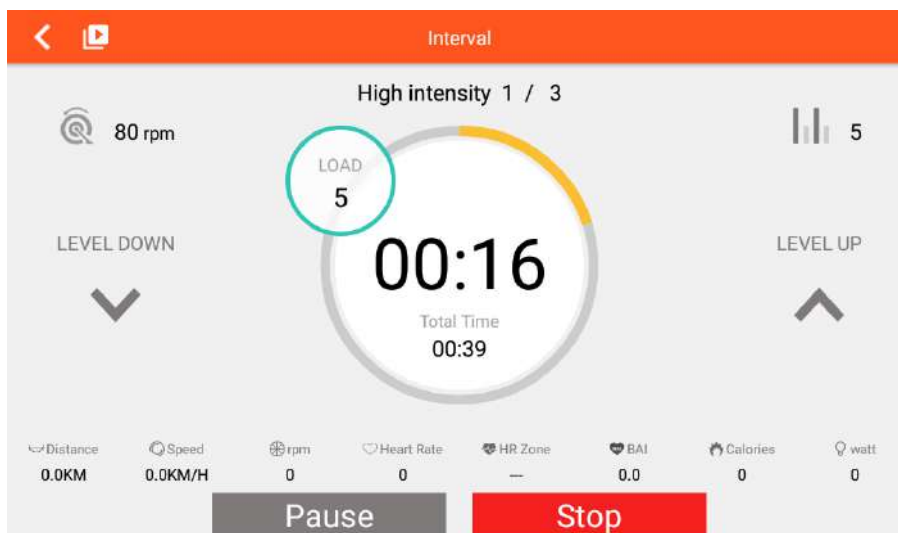 Interval
High intensity 1 / 3
80 rpm
5
LOAD
5
LEVEL DOWN
LEVEL UP
00:16
Total Time
00:39
Distance Speed rpm Heart Rate HR Zone BAI Calories watt
0.0KM 0.0KM/H 0 0 --- 0.0 0 0
Pause Stop